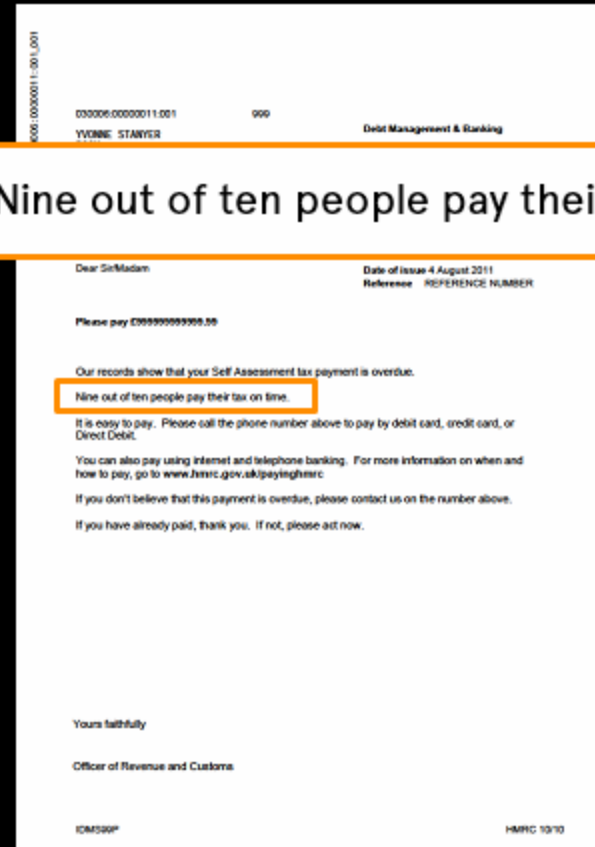 030006:00000011:001 999
YVONNE STANYER
Debt Management & Banking
Nine out of ten people pay thei
Dear Sir/Madam
Date of issue 4 August 2011
Reference REFERENCE NUMBER
Please pay £999999999999.99
Our records show that your Self Assessment tax payment is overdue.
Nine out of ten people pay their tax on time.
It is easy to pay. Please call the phone number above to pay by debit card, credit card, or
Direct Debit.
You can also pay using internet and telephone banking. For more information on when and
how to pay, go to www.hmrc.gov.uk/payinghmrc
If you don't believe that this payment is overdue, please contact us on the number above.
If you have already paid, thank you. If not, please act now.
Yours faithfully
Officer of Revenue and Customs
IDMS99P
HMRC 10/10